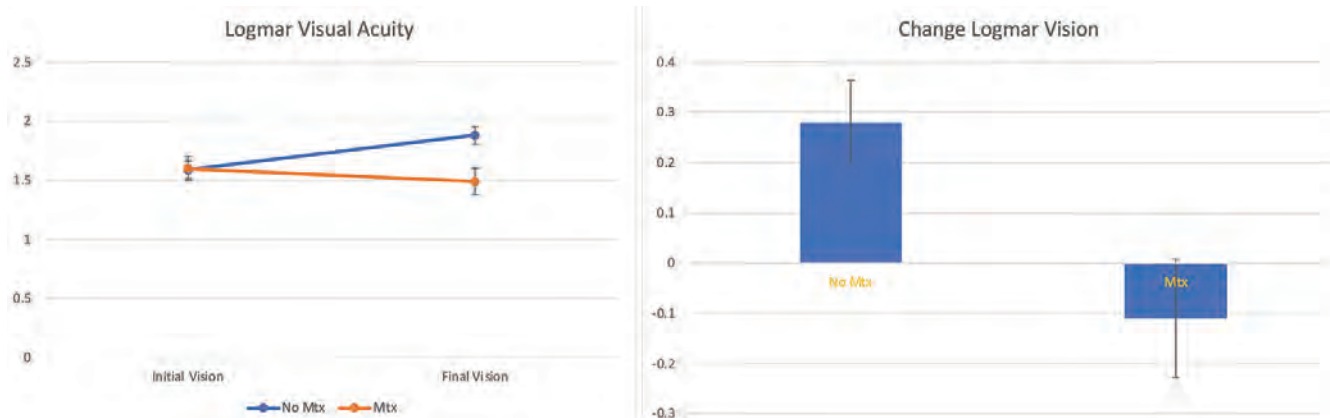 Logmar Visual Acuity
2.5
2
1.5
1
0.5
0
Initial Vision
Final Vision
No Mtx
Mtx
Change Logmar Vision
0.4
0.3
0.2
0.1
0
-0.1
-0.2
-0.3
No Mtx
Mtx